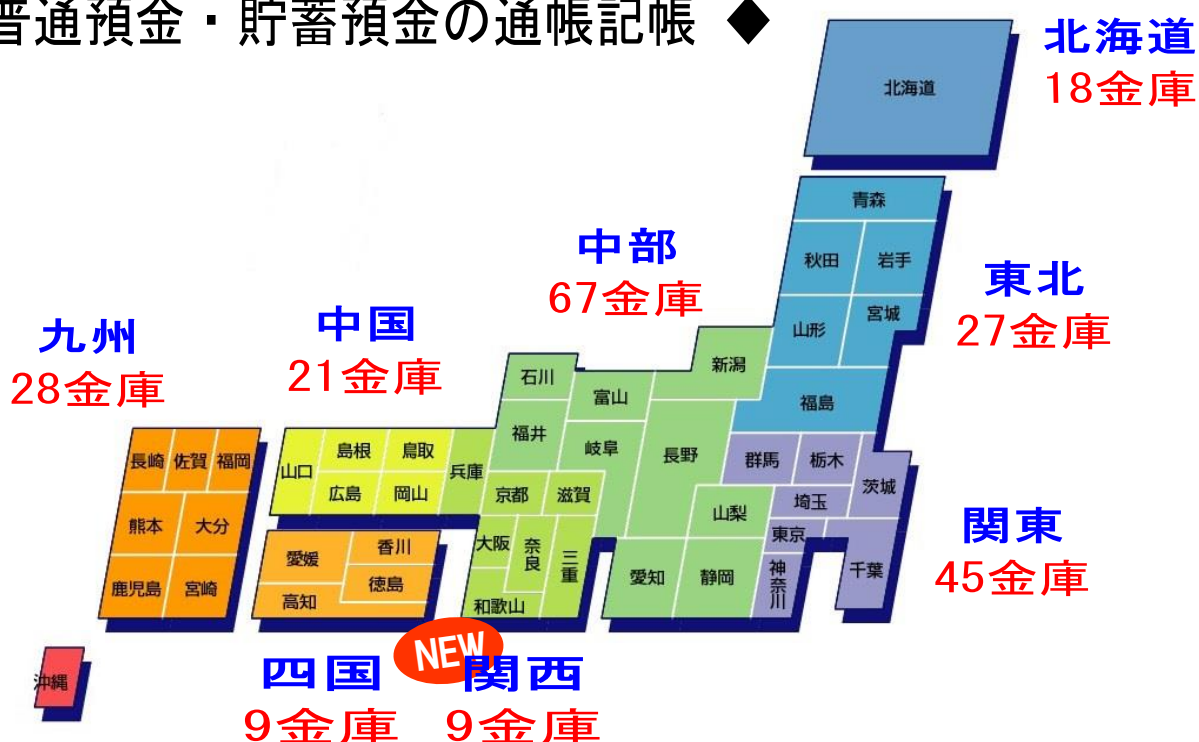 普通預金・貯蓄預金の通帳記帳 ◆
北海道
18金庫
北海道
青森
秋田
岩手
山形
宮城
福島
東北
27金庫
中部
67金庫
新潟
石川
富山
福井
岐阜
長野
山梨
愛知
静岡
群馬
栃木
茨城
埼玉
東京
千葉
神奈川
関東
45金庫
中国
21金庫
山口
島根
鳥取
広島
岡山
兵庫
京都
滋賀
大阪
奈良
三重
和歌山
九州
28金庫
長崎
佐賀
福岡
熊本
大分
鹿児島
宮崎
愛媛
香川
徳島
高知
沖縄
四国
9金庫
NEW
関西
9金庫